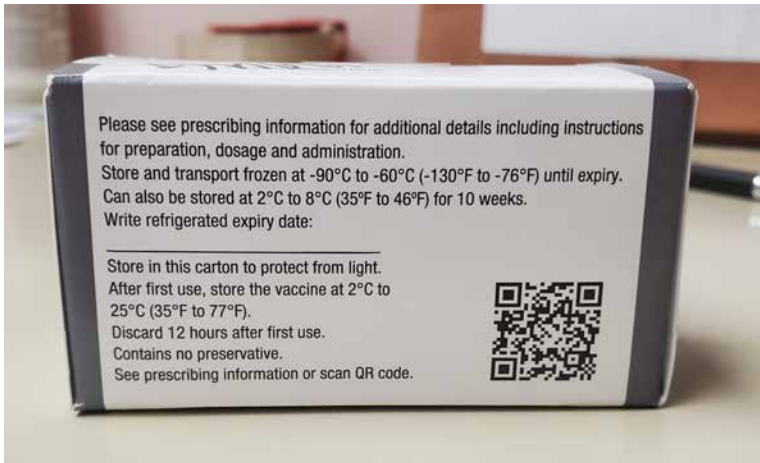 Please see prescribing information for additional details including instructions
for preparation, dosage and administration.
Store and transport frozen at -90°C to -60°C (-130ºF to -76°F) until expiry.
Can also be stored at 2°C to 8°C (35ºF to 46°F) for 10 weeks.
Write refrigerated expiry date:
Store in this carton to protect from light.
After first use, store the vaccine at 2°C to
25°C (35°F to 77°F).
Discard 12 hours after first use.
Contains no preservative.
See prescribing information or scan QR code.